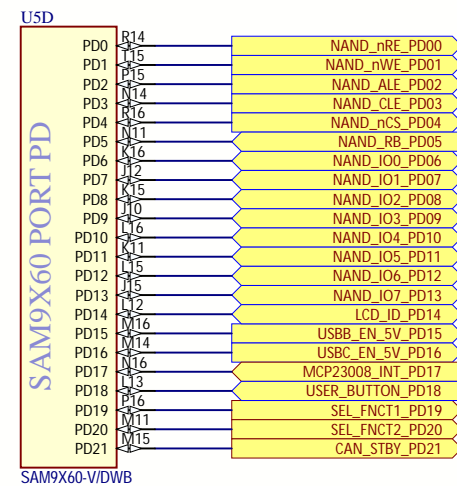 U5D
SAM9X60 PORT PD
PD0 R14 NAND_nRE_PD00
PD1 T15 NAND_nWE_PD01
PD2 P15 NAND_ALE_PD02
PD3 N14 NAND_CLE_PD03
PD4 R16 NAND_nCS_PD04
PD5 N11 NAND_RB_PD05
PD6 K16 NAND_IO0_PD06
PD7 J12 NAND_IO1_PD07
PD8 K15 NAND_IO2_PD08
PD9 J10 NAND_IO3_PD09
PD10 L16 NAND_IO4_PD10
PD11 K11 NAND_IO5_PD11
PD12 L15 NAND_IO6_PD12
PD13 J15 NAND_IO7_PD13
PD14 L12 LCD_ID_PD14
PD15 M16 USBB_EN_5V_PD15
PD16 M14 USBC_EN_5V_PD16
PD17 N16 MCP23008_INT_PD17
PD18 L13 USER_BUTTON_PD18
PD19 P16 SEL_FNCT1_PD19
PD20 M11 SEL_FNCT2_PD20
PD21 M15 CAN_STBY_PD21
SAM9X60-V/DWB